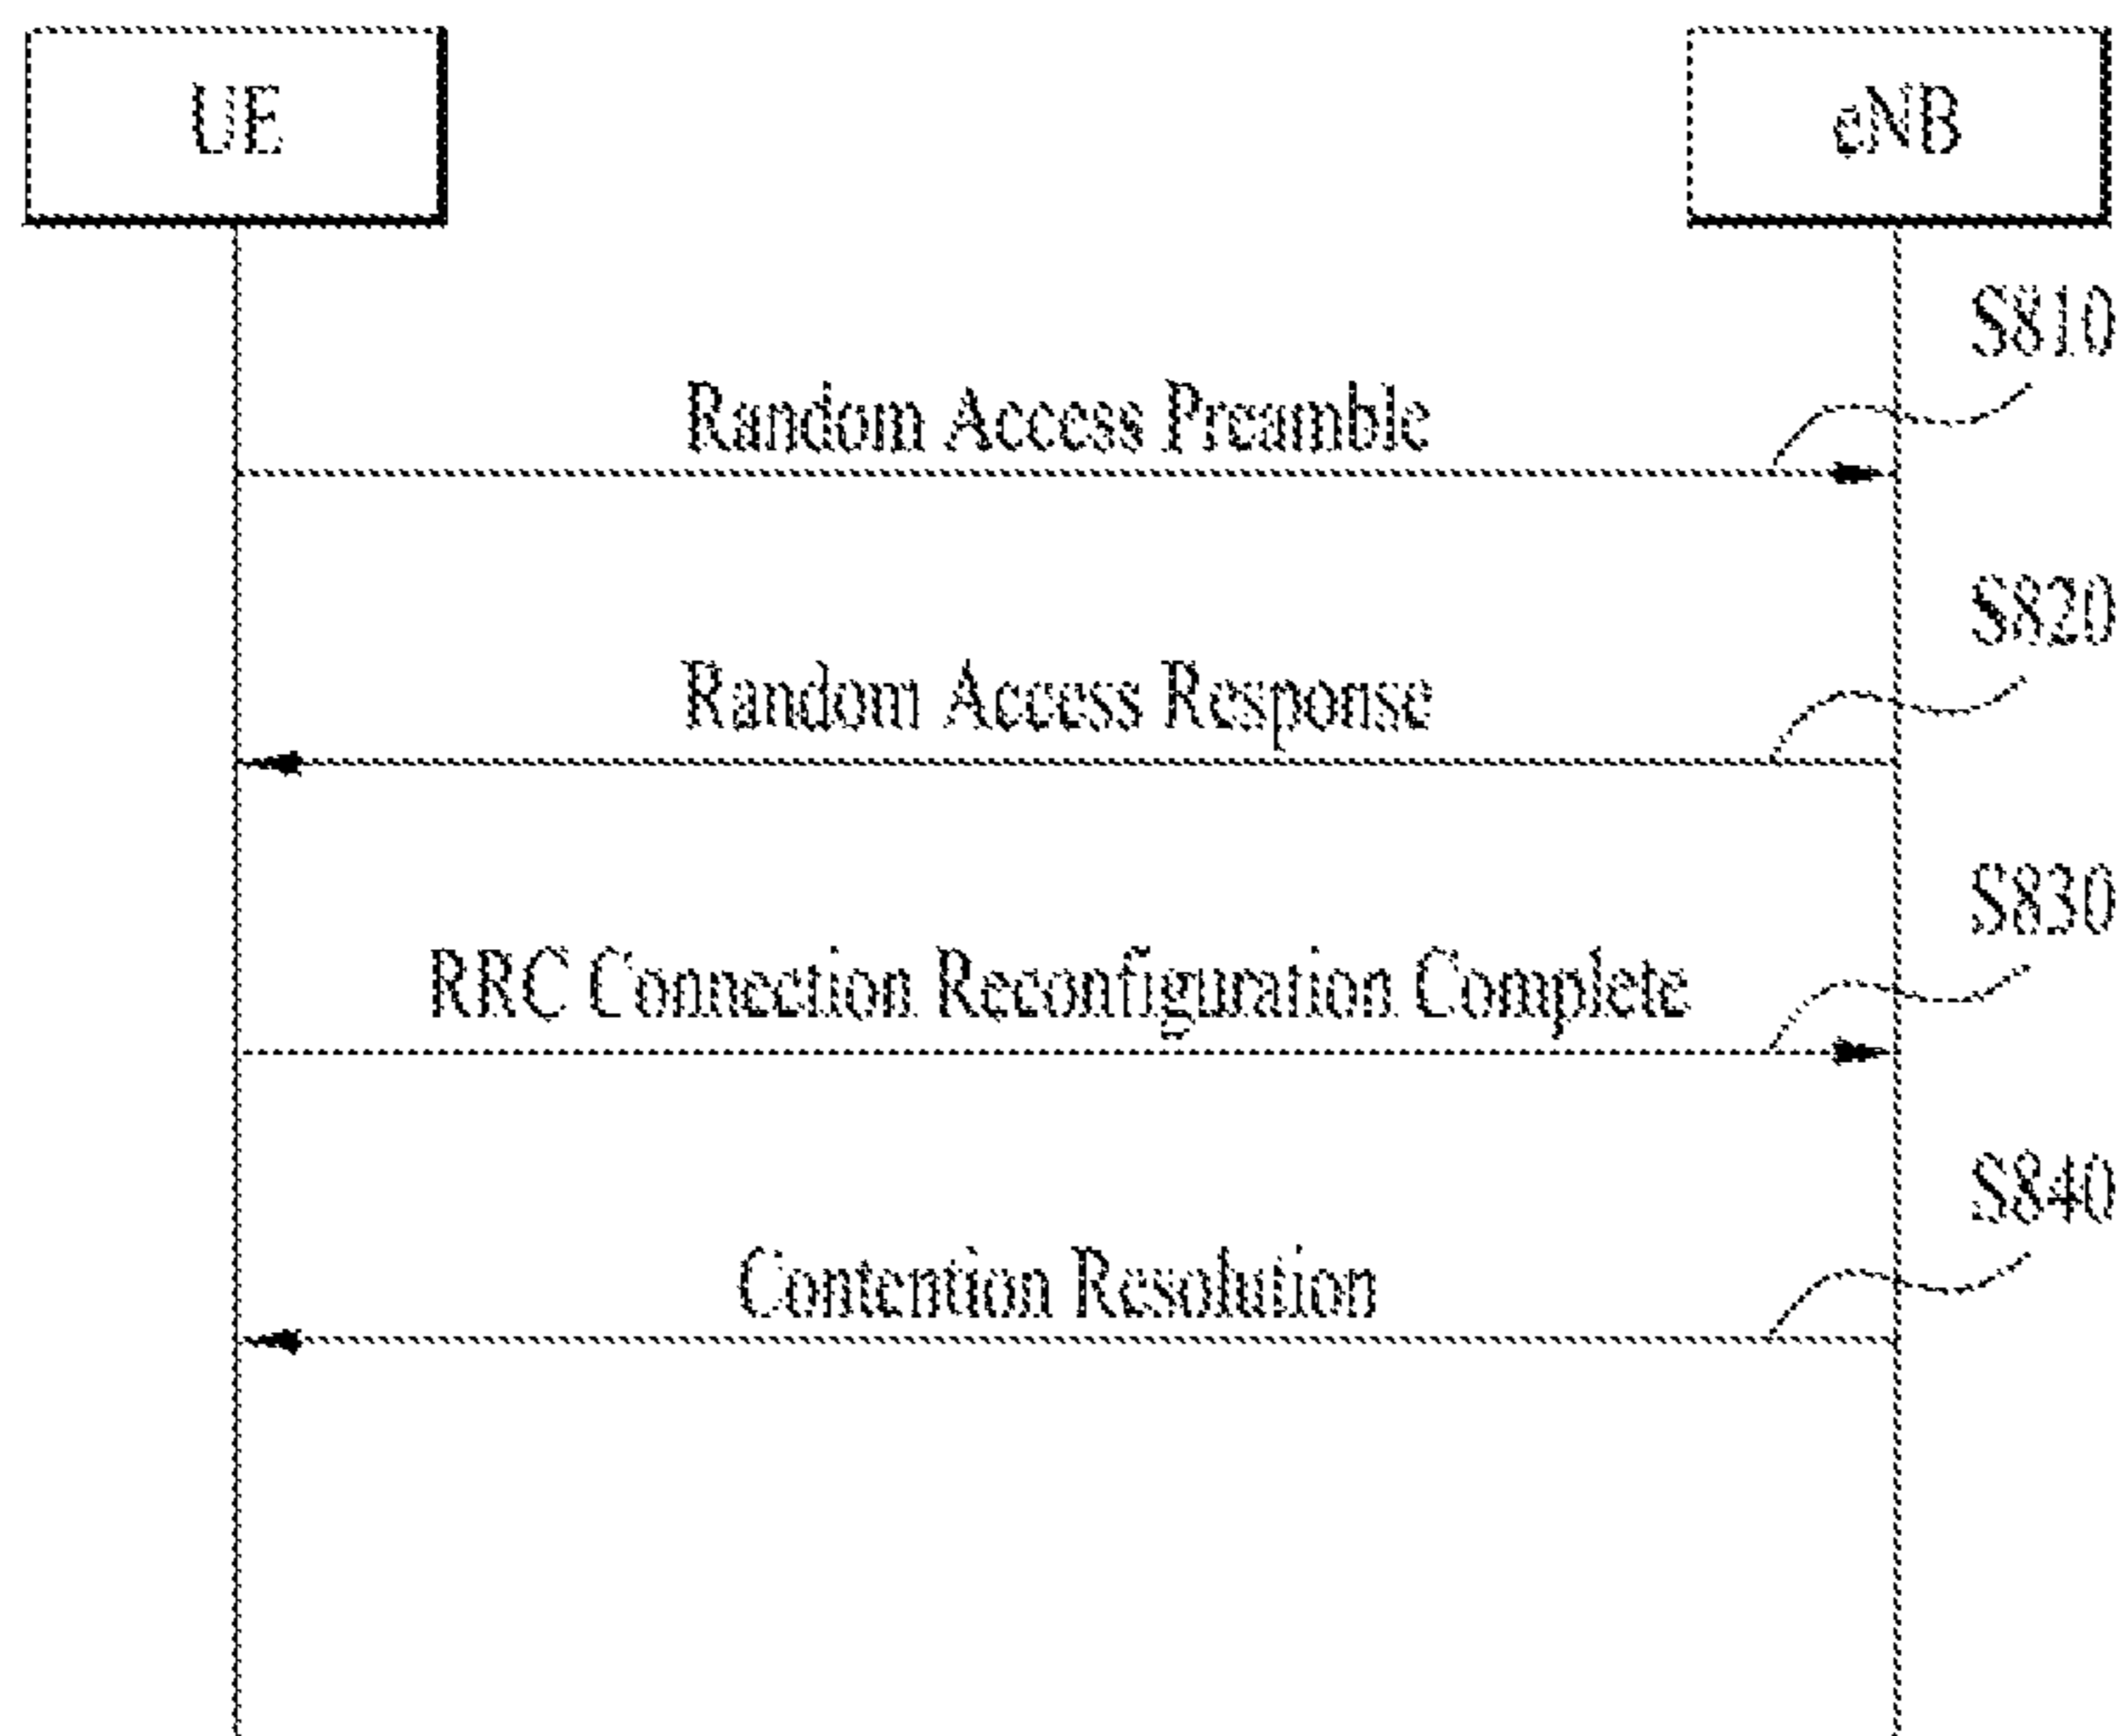 UE
eNB
S810
Random Access Preamble
S820
Random Access Response
S830
RRC Connection Reconfiguration Complete
S840
Contention Resolution